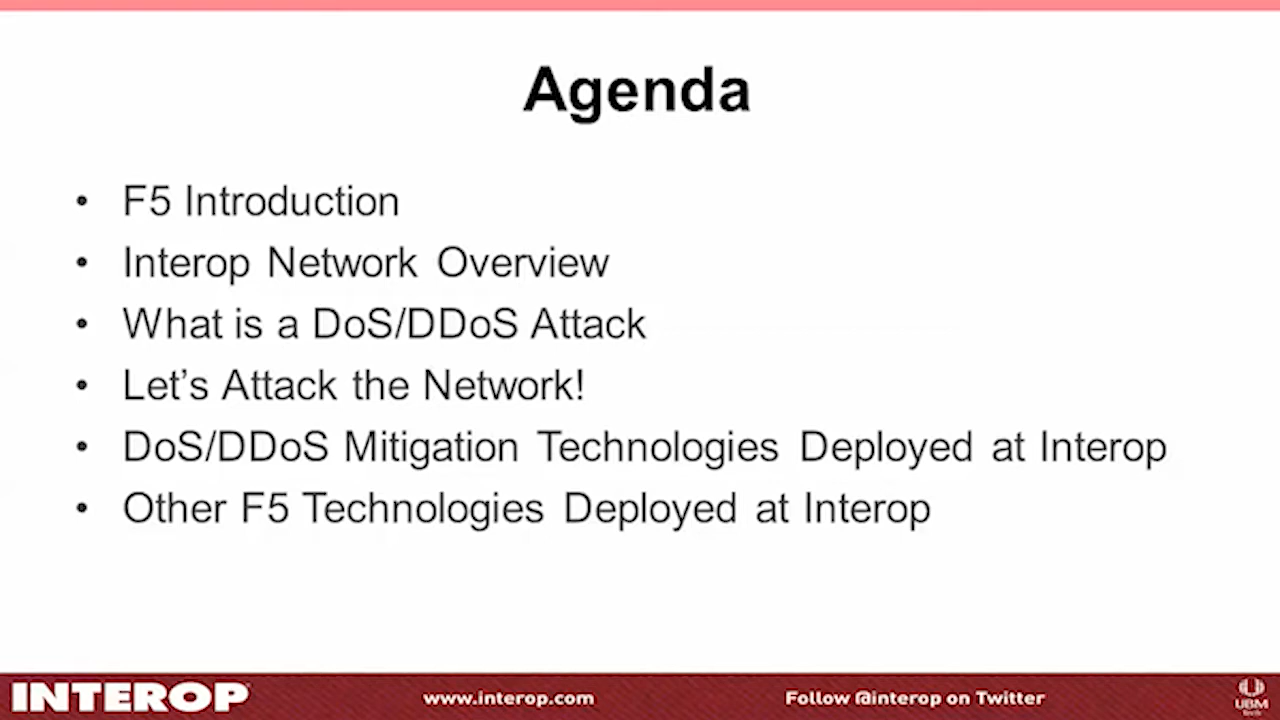 Agenda
• F5 Introduction
• Interop Network Overview
• What is a DoS/DDoS Attack
• Let’s Attack the Network!
• DoS/DDoS Mitigation Technologies Deployed at Interop
• Other F5 Technologies Deployed at Interop
INTEROP
www.interop.com
Follow @interop on Twitter
UBM
Tech